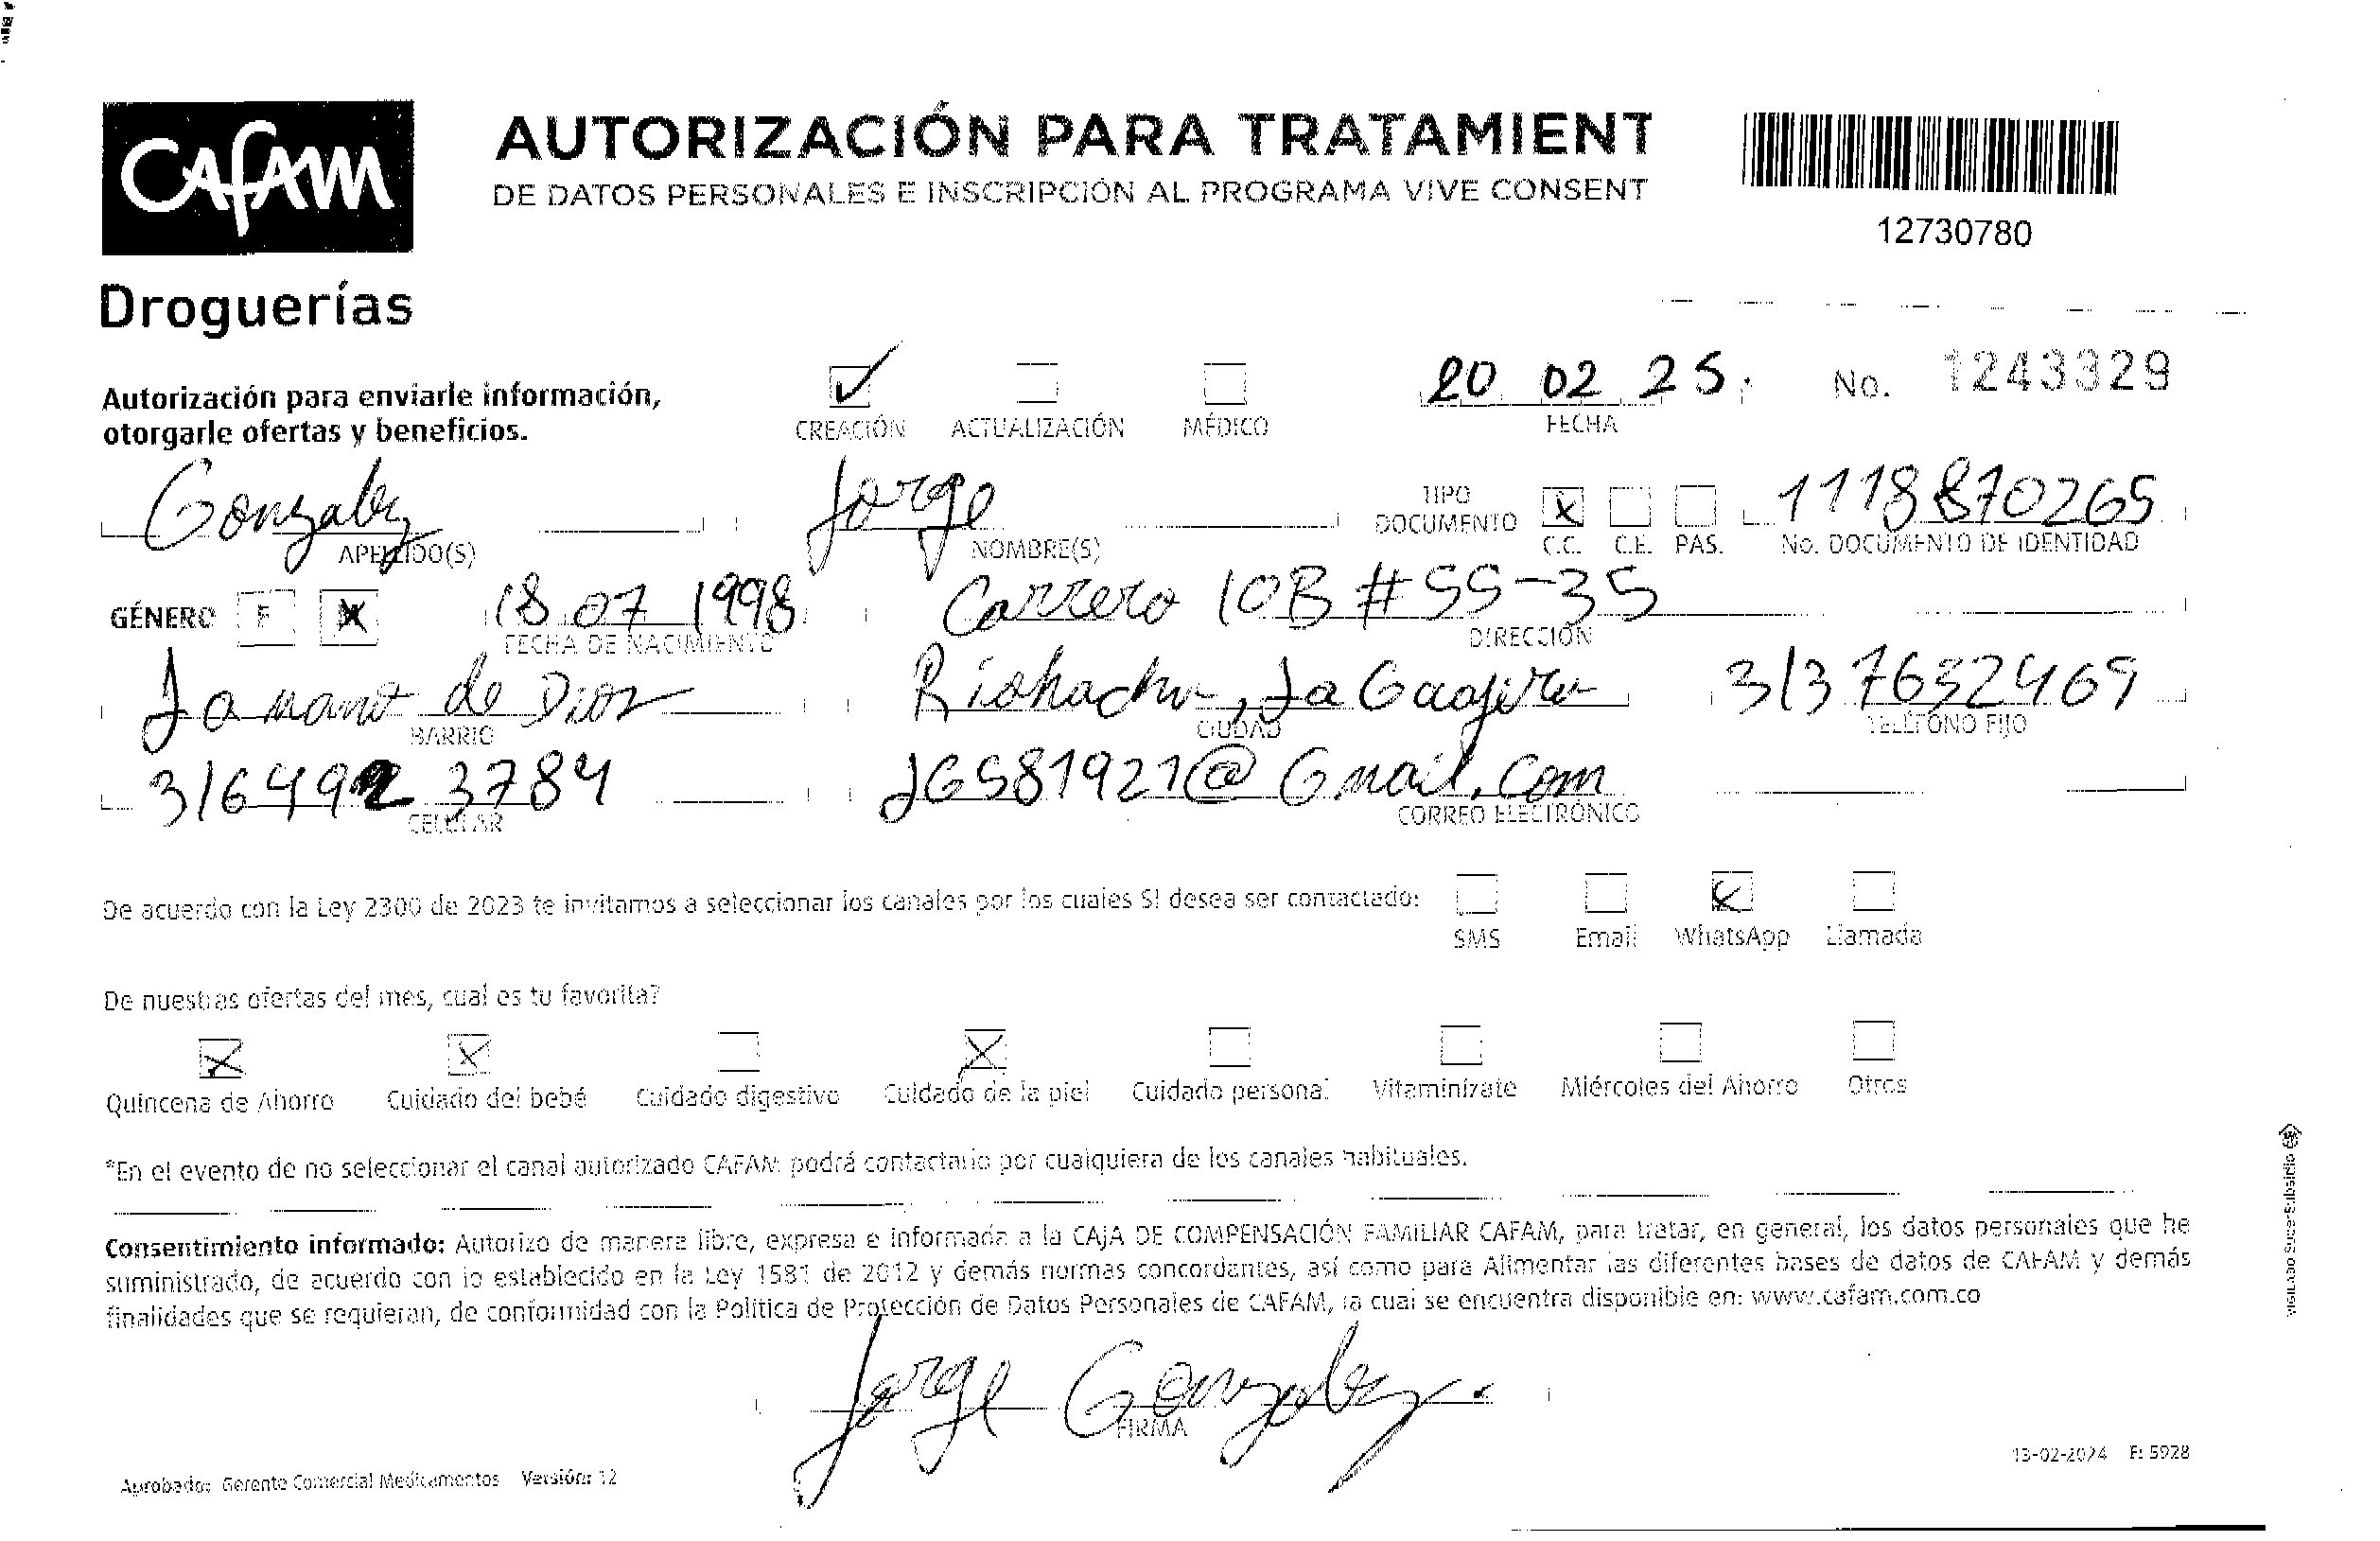 CAFAM
AUTORIZACIÓN PARA TRATAMIENT
DE DATOS PERSONALES E INSCRIPCIÓN AL PROGRAMA VIVE CONSENT
12730780
Droguerías
Autorización para enviarle información,
otorgarle ofertas y beneficios.
CREACIÓN ACTUALIZACIÓN MÉDICO
20 02 25
FECHA
No. 1243329
Gonzalez Jorge
APELLIDO(S) NOMBRE(S)
TIPO
DOCUMENTO
X
C.C. C.E. PAS.
1118870265
No. DOCUMENTO DE IDENTIDAD
GÉNERO F X 18 07 1998 Carrera 10B #55-35
FECHA DE NACIMIENTO DIRECCIÓN
La mano de Dios Riohacha, La Guajira 3137632469
BARRIO CIUDAD TELÉFONO FIJO
316492 3784 JG581921@Gmail.com
CELULAR CORREO ELECTRÓNICO
De acuerdo con la Ley 2300 de 2023 te invitamos a seleccionar los canales por los cuales SI desea ser contactado:
SMS Email WhatsApp Llamada
De nuestras ofertas del mes, cual es tu favorita?
Quincena de Ahorro Cuidado del bebé Cuidado digestivo Cuidado de la piel Cuidado personal Vitaminízate Miércoles del Ahorro Otros
*En el evento de no seleccionar el canal autorizado CAFAM podrá contactarlo por cualquiera de los canales habituales.
Consentimiento informado: Autorizo de manera libre, expresa e informada a la CAJA DE COMPENSACIÓN FAMILIAR CAFAM, para tratar, en general, los datos personales que he
suministrado, de acuerdo con lo establecido en la Ley 1581 de 2012 y demás normas concordantes, así como para Alimentar las diferentes bases de datos de CAFAM y demás
finalidades que se requieran, de conformidad con la Política de Protección de Datos Personales de CAFAM, la cual se encuentra disponible en: www.cafam.com.co
Jorge Gonzalez
FIRMA
Aprobado: Gerente Comercial Medicamentos Versión: 12
13-02-2024 F: 5928
VIGILADO SuperSubsidio